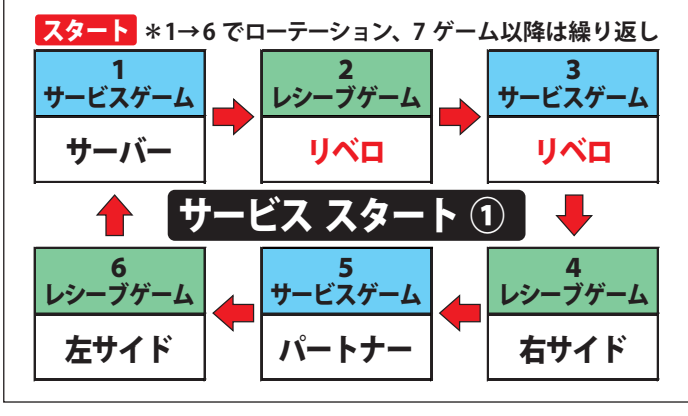 スタート ＊1→6 でローテーション、7 ゲーム以降は繰り返し
1
サービスゲーム
サーバー
2
レシーブゲーム
リベロ
3
サービスゲーム
リベロ
サービス スタート ①
4
レシーブゲーム
右サイド
5
サービスゲーム
パートナー
6
レシーブゲーム
左サイド